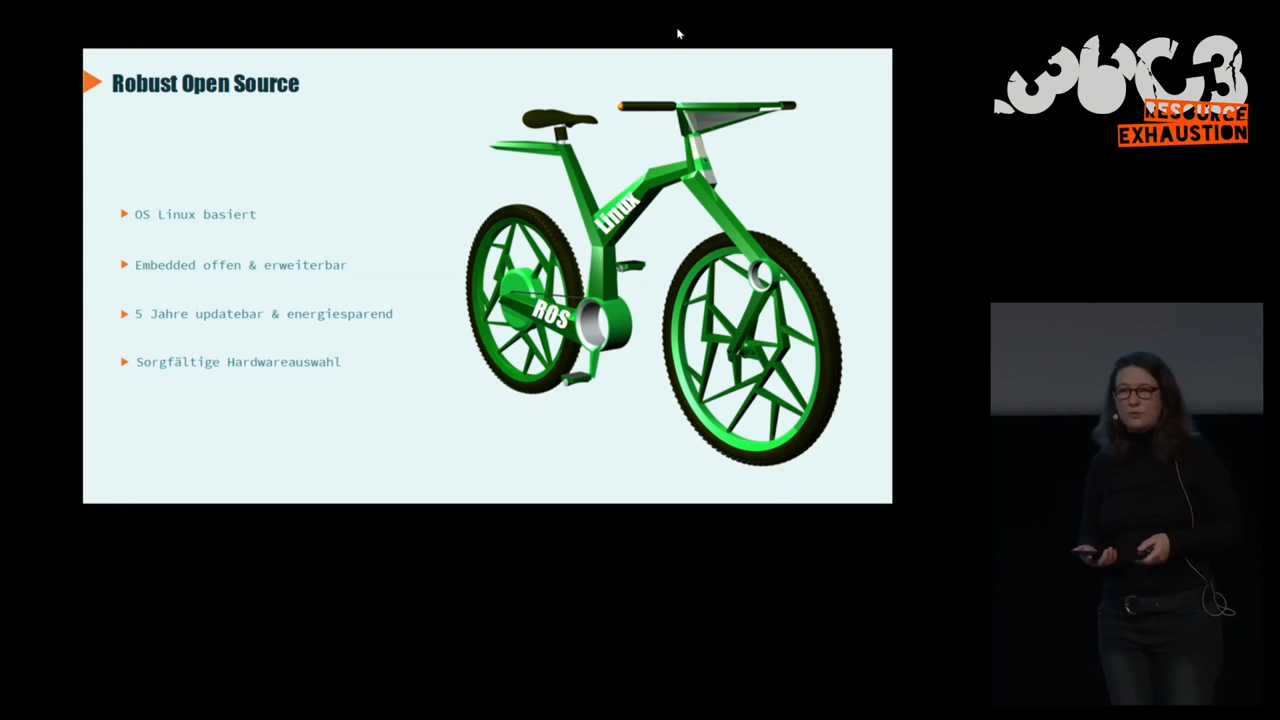 Robust Open Source
OS Linux basiert
Embedded offen & erweiterbar
5 Jahre updatebar & energiesparend
Sorgfältige Hardwareauswahl
Linux
ROS
36C3
RESOURCE
EXHAUSTION